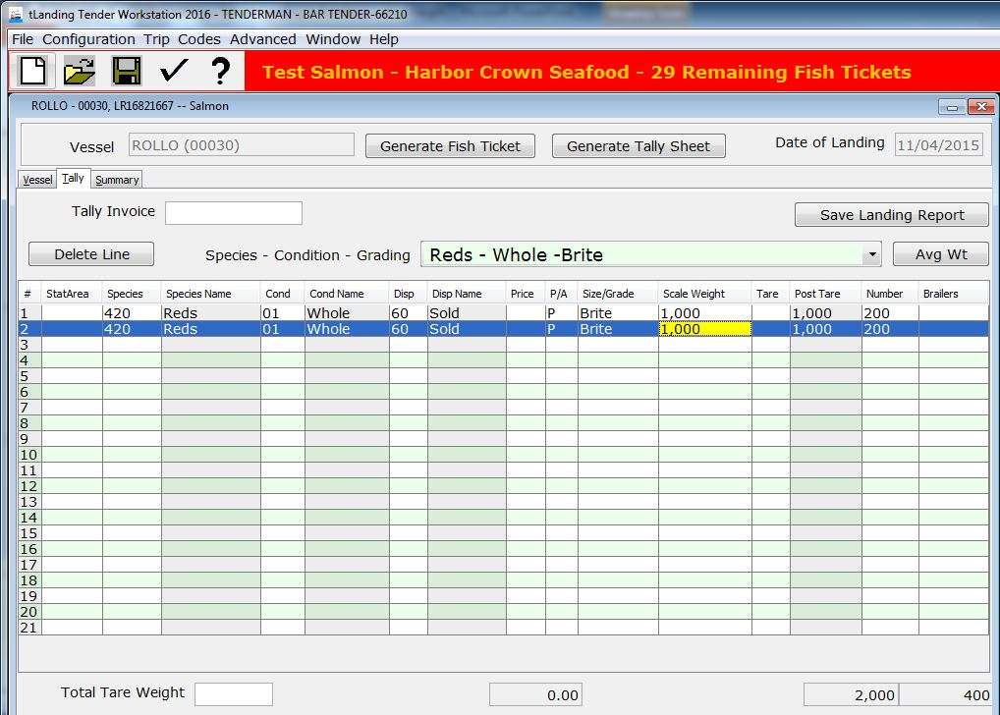 tLanding Tender Workstation 2016 - TENDERMAN - BAR TENDER-66210
File Configuration Trip Codes Advanced Window Help
Test Salmon - Harbor Crown Seafood - 29 Remaining Fish Tickets
ROLLO - 00030, LR16821667 -- Salmon
Vessel ROLLO (00030) Generate Fish Ticket Generate Tally Sheet Date of Landing 11/04/2015
Vessel Tally Summary
Tally Invoice Save Landing Report
Delete Line Species - Condition - Grading Reds - Whole -Brite Avg Wt
# StatArea Species Species Name Cond Cond Name Disp Disp Name Price P/A Size/Grade Scale Weight Tare Post Tare Number Brailers
1 420 Reds 01 Whole 60 Sold P Brite 1,000 1,000 200
2 420 Reds 01 Whole 60 Sold P Brite 1,000 1,000 200
3
4
5
6
7
8
9
10
11
12
13
14
15
16
17
18
19
20
21
Total Tare Weight 0.00 2,000 400